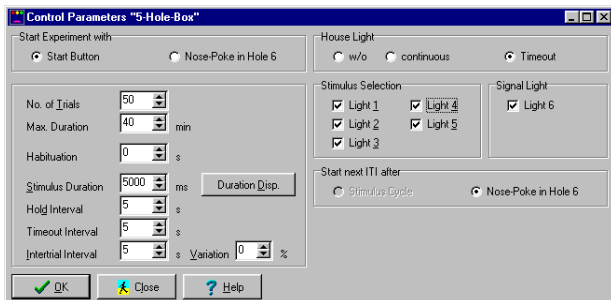 Control Parameters "5-Hole-Box"
Start Experiment with
Start Button
Nose-Poke in Hole 6
House Light
w/o
continuous
Timeout
No. of Trials 50
Max. Duration 40 min
Habituation 0 s
Stimulus Duration 5000 ms Duration Disp.
Hold Interval 5 s
Timeout Interval 5 s
Intertrial Interval 5 s Variation 0 %
Stimulus Selection
Light 1 Light 4
Light 2 Light 5
Light 3
Signal Light
Light 6
Start next ITI after
Stimulus Cycle
Nose-Poke in Hole 6
OK Close Help